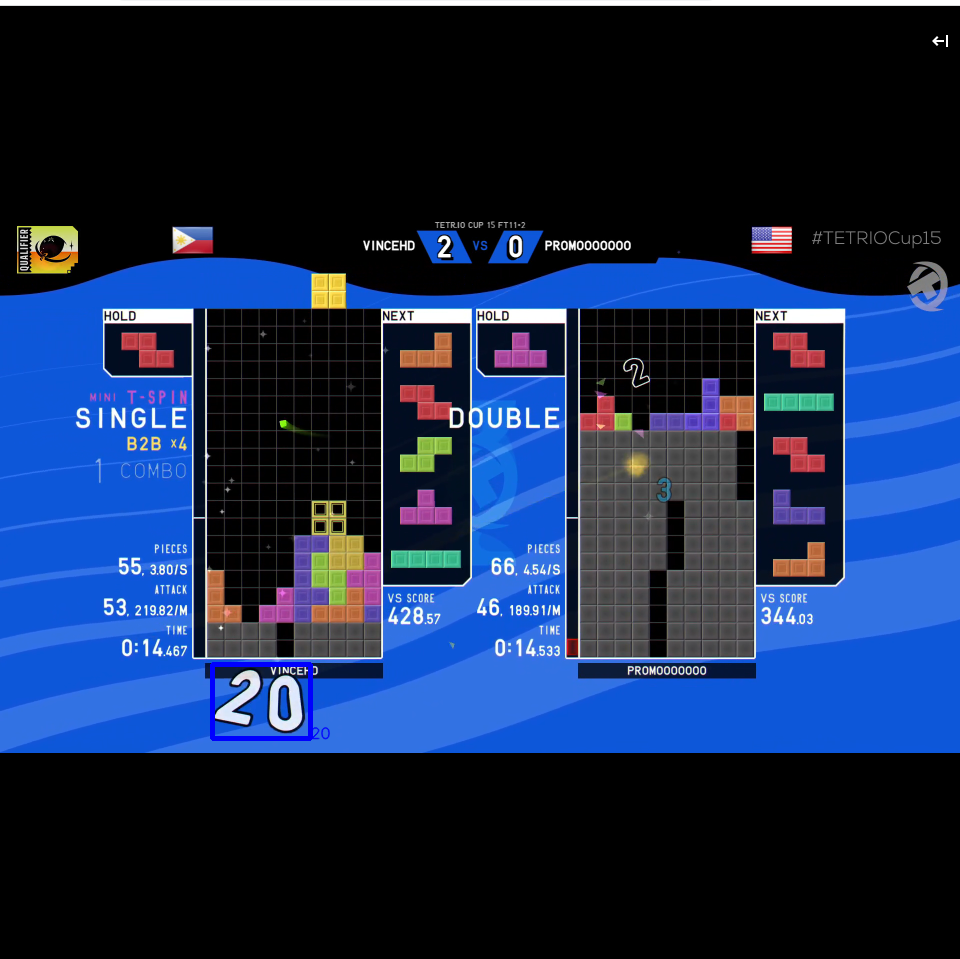 TETR.IO CUP 15 FT11•2
VINCEHD 2 VS 0 PROMOOOOOOO
#TETRIOCup15
QUALIFIER
HOLD
NEXT
HOLD
NEXT
MINI T-SPIN
SINGLE
B2B ×4
1 COMBO
PIECES
55, 3.80/S
ATTACK
53, 219.82/M
TIME
0:14.467
VS SCORE
428.57
VINCEHD
20
20
2
DOUBLE
3
PIECES
66, 4.54/S
ATTACK
46, 189.91/M
TIME
0:14.533
VS SCORE
344.03
PROMOOOOOOO